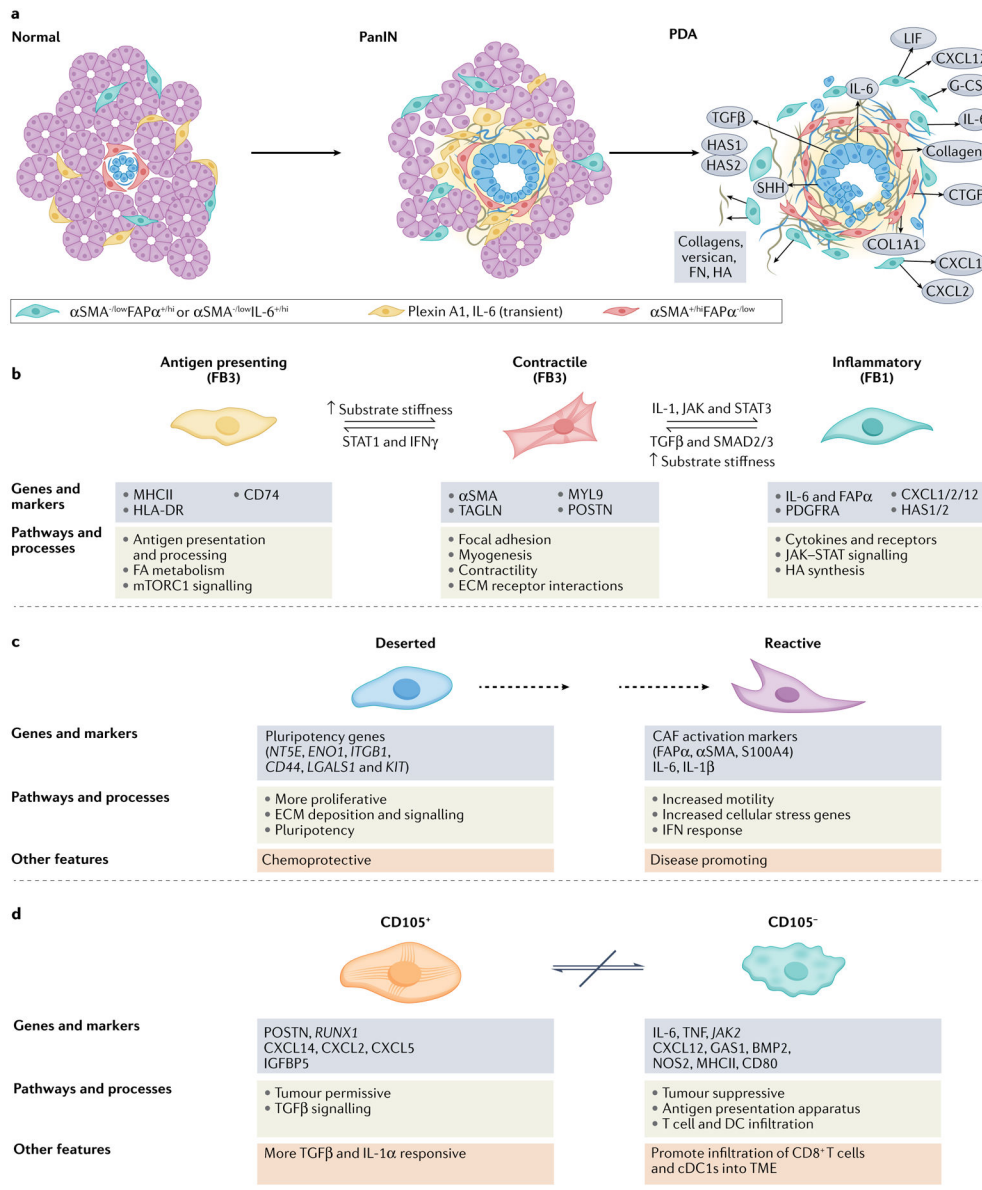 a
Normal
PanIN
PDA
LIF
CXCL12
IL-6
TGFβ
HAS1
HAS2
Collagen
SHH
CTGF
COL1A1
Collagens,
versican,
FN, HA
CXCL1
CXCL2
αSMA-/lowFAPα+/hi or αSMA-/lowIL-6+/hi
Plexin A1, IL-6 (transient)
αSMA+/hiFAPα-/low
b
Antigen presenting
(FB3)
Contractile
(FB3)
Inflammatory
(FB1)
↑ Substrate stiffness
STAT1 and IFNγ
IL-1, JAK and STAT3
TGFβ and SMAD2/3
↑ Substrate stiffness
Genes and
markers
• MHCII
• CD74
• HLA-DR
• αSMA
• MYL9
• TAGLN
• POSTN
• IL-6 and FAPα
• CXCL1/2/12
• PDGFRA
• HAS1/2
Pathways and
processes
• Antigen presentation
and processing
• FA metabolism
• mTORC1 signalling
• Focal adhesion
• Myogenesis
• Contractility
• ECM receptor interactions
• Cytokines and receptors
• JAK–STAT signalling
• HA synthesis
c
Deserted
Reactive
Genes and markers
Pluripotency genes
(NT5E, ENO1, ITGB1,
CD44, LGALS1 and KIT)
CAF activation markers
(FAPα, αSMA, S100A4)
IL-6, IL-1β
Pathways and processes
• More proliferative
• ECM deposition and signalling
• Pluripotency
• Increased motility
• Increased cellular stress genes
• IFN response
Other features
Chemoprotective
Disease promoting
d
CD105+
CD105-
Genes and markers
POSTN, RUNX1
CXCL14, CXCL2, CXCL5
IGFBP5
IL-6, TNF, JAK2
CXCL12, GAS1, BMP2,
NOS2, MHCII, CD80
Pathways and processes
• Tumour permissive
• TGFβ signalling
• Tumour suppressive
• Antigen presentation apparatus
• T cell and DC infiltration
Other features
More TGFβ and IL-1α responsive
Promote infiltration of CD8+ T cells
and cDC1s into TME